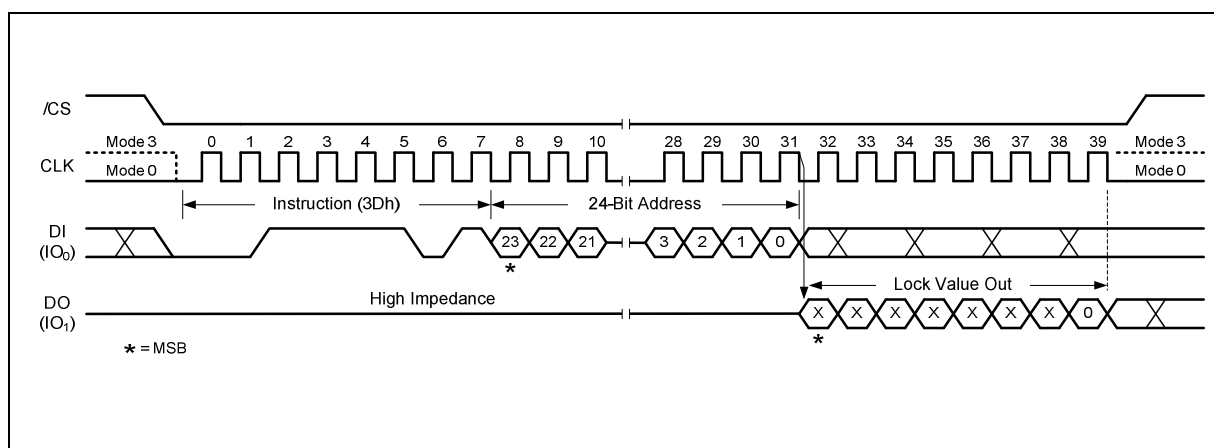 /CS
Mode 3 0 1 2 3 4 5 6 7 8 9 10 28 29 30 31 32 33 34 35 36 37 38 39 Mode 3
CLK
Mode 0 Mode 0
Instruction (3Dh) 24-Bit Address
DI
(IO₀)
23 22 21 3 2 1 0
*
Lock Value Out
High Impedance
DO
(IO₁)
X X X X X X X 0
*
* = MSB